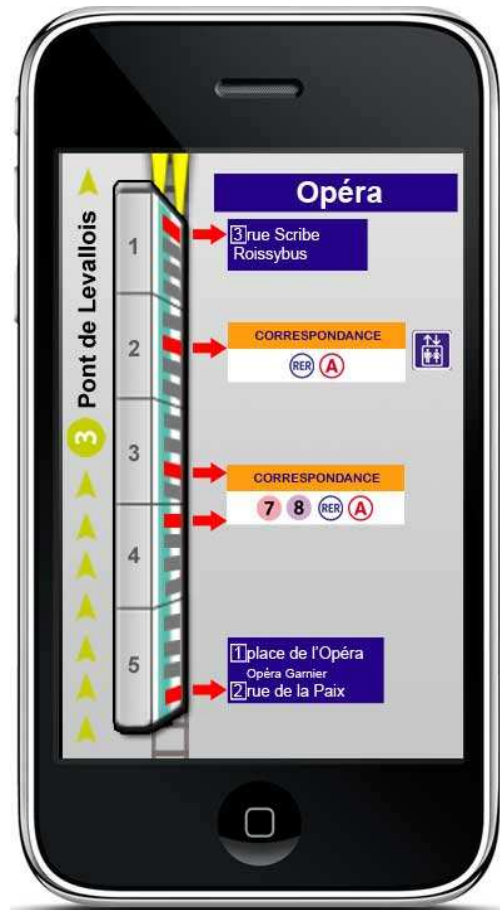 Opéra
3 Pont de Levallois
1
2
3
4
5
3 rue Scribe
Roissybus
CORRESPONDANCE
RER A
CORRESPONDANCE
7 8 RER A
1 place de l'Opéra
Opéra Garnier
2 rue de la Paix